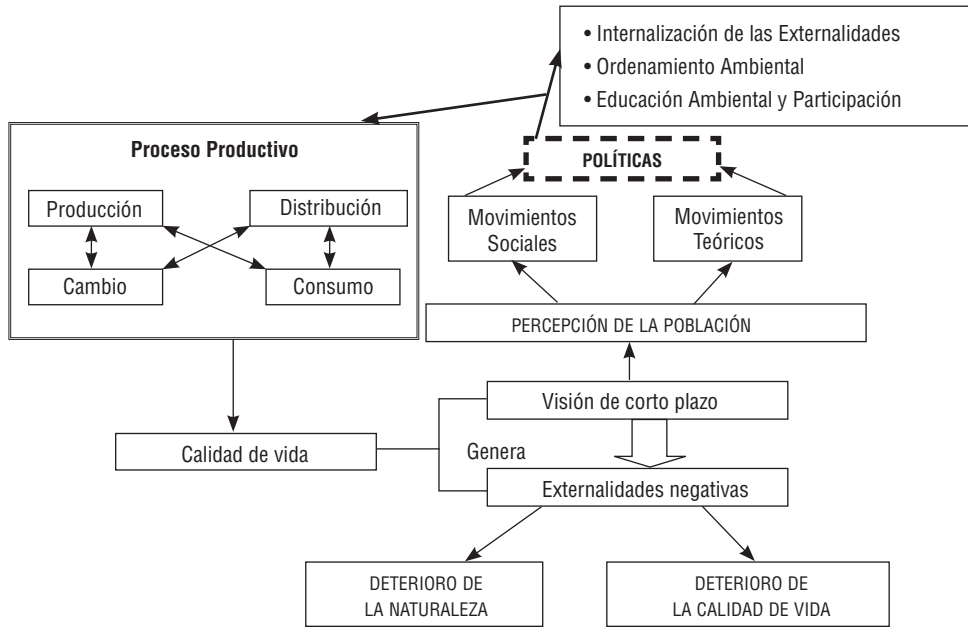 • Internalización de las Externalidades
• Ordenamiento Ambiental
• Educación Ambiental y Participación
Proceso Productivo
Producción
Distribución
Cambio
Consumo
POLÍTICAS
Movimientos
Sociales
Movimientos
Teóricos
PERCEPCIÓN DE LA POBLACIÓN
Visión de corto plazo
Calidad de vida
Genera
Externalidades negativas
DETERIORO DE
LA NATURALEZA
DETERIORO DE
LA CALIDAD DE VIDA